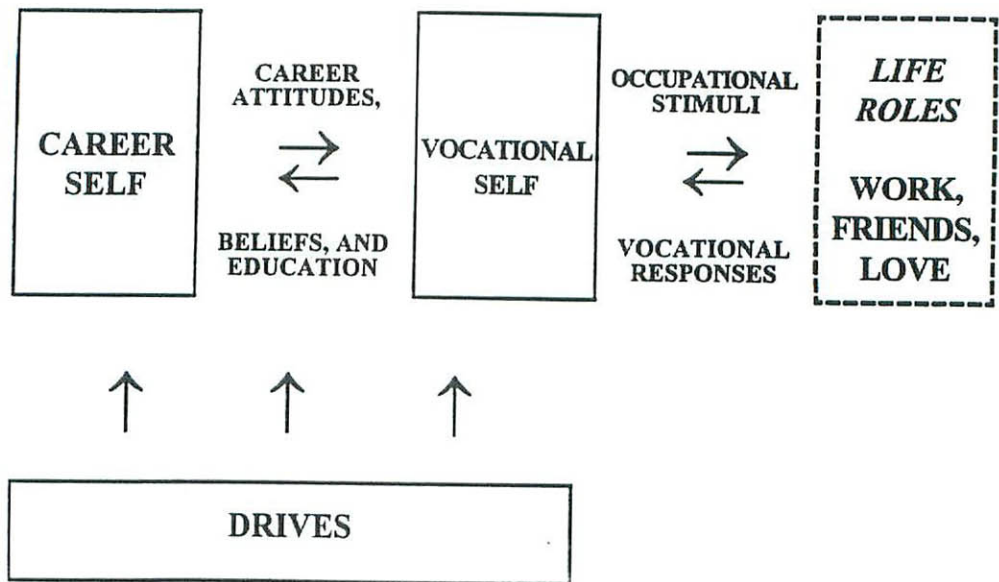 CAREER
SELF
CAREER
ATTITUDES,
BELIEFS, AND
EDUCATION
VOCATIONAL
SELF
OCCUPATIONAL
STIMULI
VOCATIONAL
RESPONSES
LIFE
ROLES
WORK,
FRIENDS,
LOVE
DRIVES